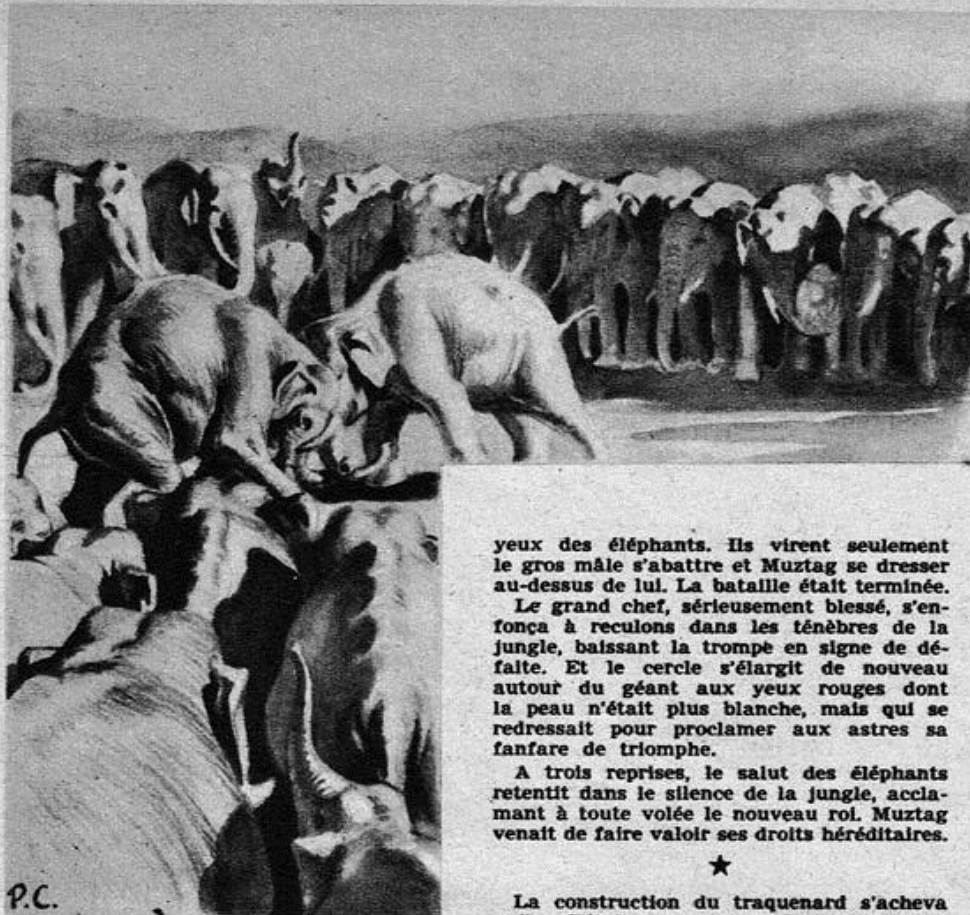 yeux des éléphants. Ils virent seulement
le gros mâle s'abattre et Muztag se dresser
au-dessus de lui. La bataille était terminée.
Le grand chef, sérieusement blessé, s'en-
fonça à reculons dans les ténèbres de la
jungle, baissant la trompe en signe de dé-
faite. Et le cercle s'élargit de nouveau
autour du géant aux yeux rouges dont
la peau n'était plus blanche, mais qui se
redressait pour proclamer aux astres sa
fanfare de triomphe.
A trois reprises, le salut des éléphants
retentit dans le silence de la jungle, accla-
mant à toute volée le nouveau roi. Muztag
venait de faire valoir ses droits héréditaires.
★
La construction du traquenard s'acheva
P.C.